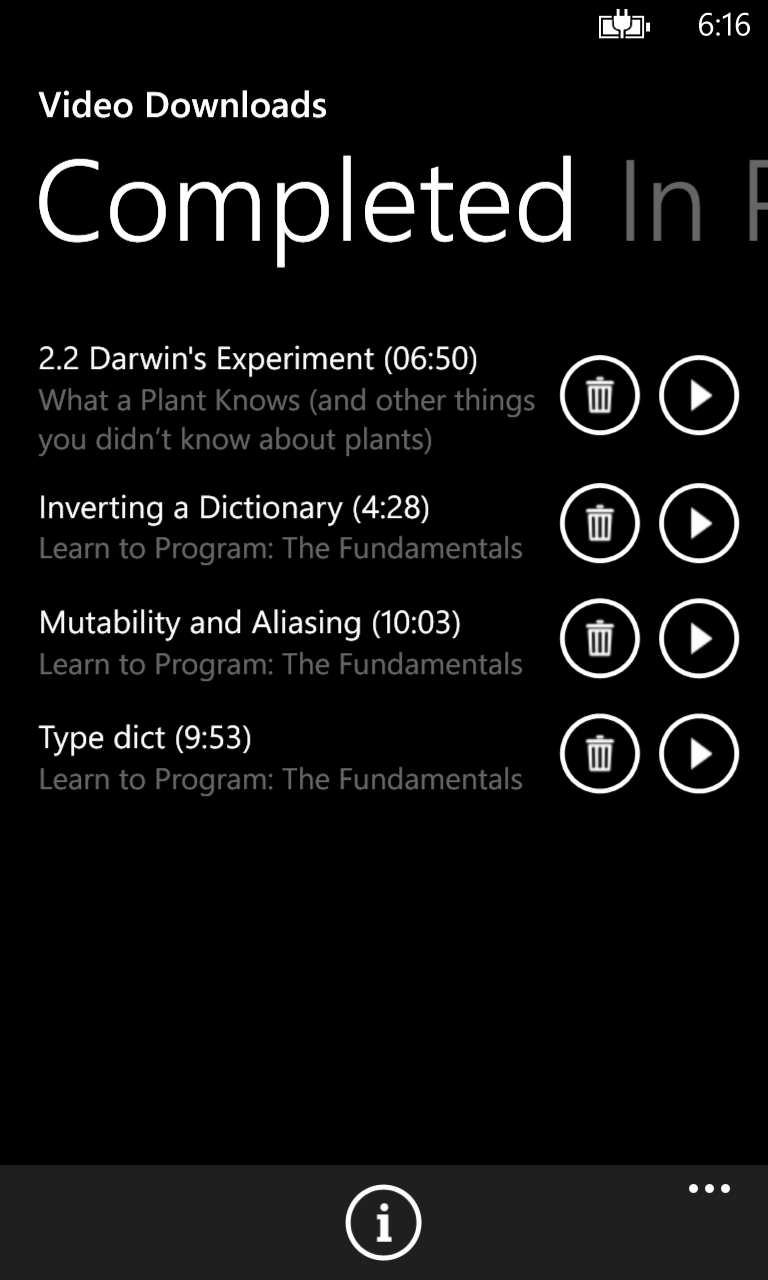 6:16
Video Downloads
Completed In P
2.2 Darwin's Experiment (06:50)
What a Plant Knows (and other things
you didn’t know about plants)
Inverting a Dictionary (4:28)
Learn to Program: The Fundamentals
Mutability and Aliasing (10:03)
Learn to Program: The Fundamentals
Type dict (9:53)
Learn to Program: The Fundamentals